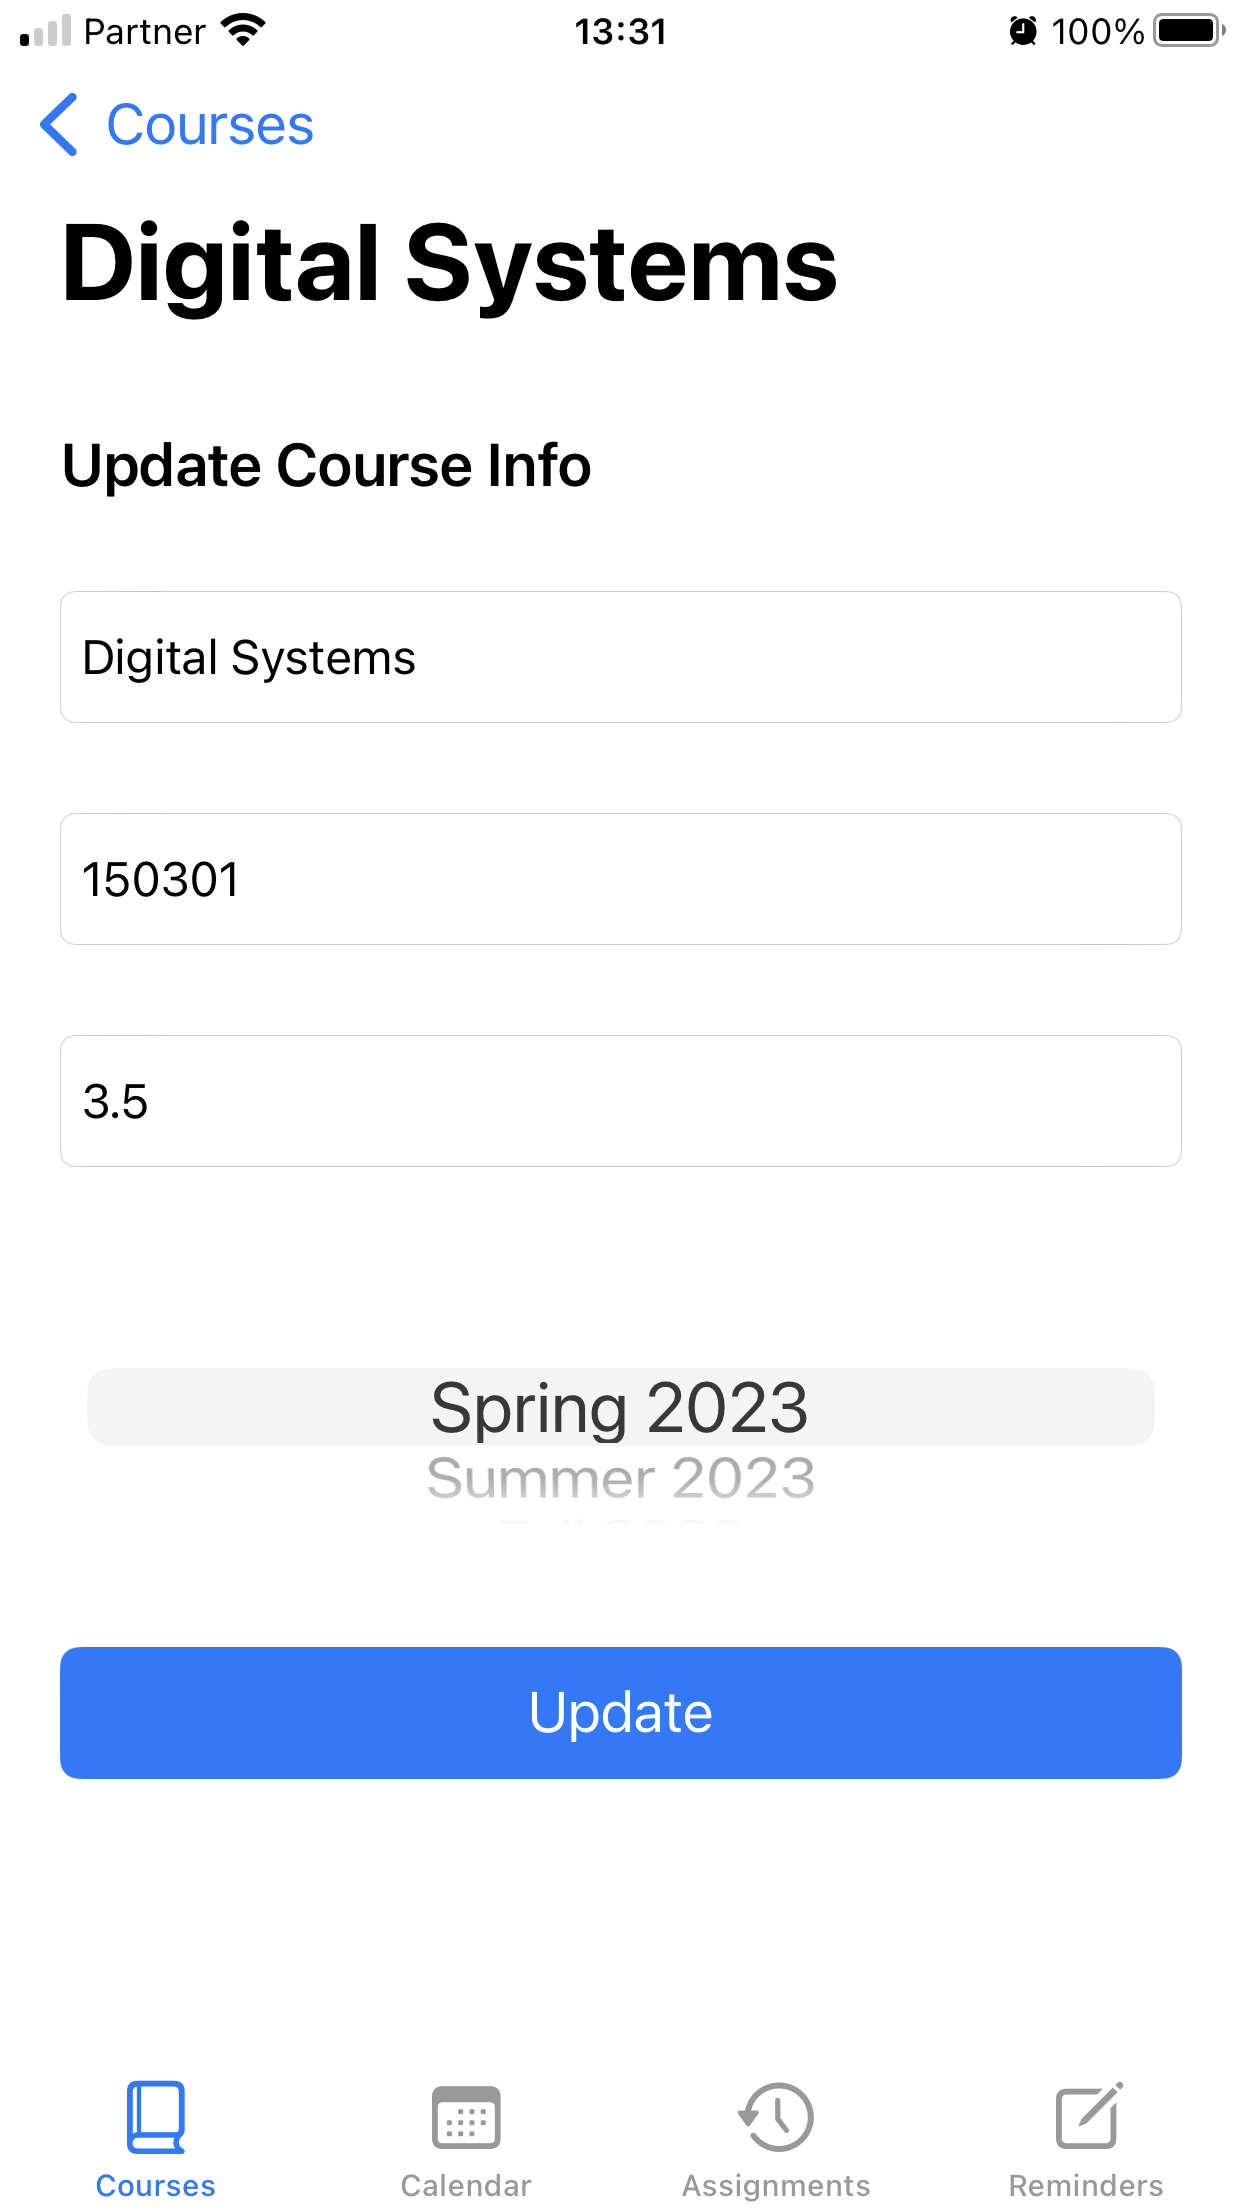 Partner 13:31 100%
Courses
Digital Systems
Update Course Info
Digital Systems
150301
3.5
Spring 2023
Summer 2023
Update
Courses Calendar Assignments Reminders